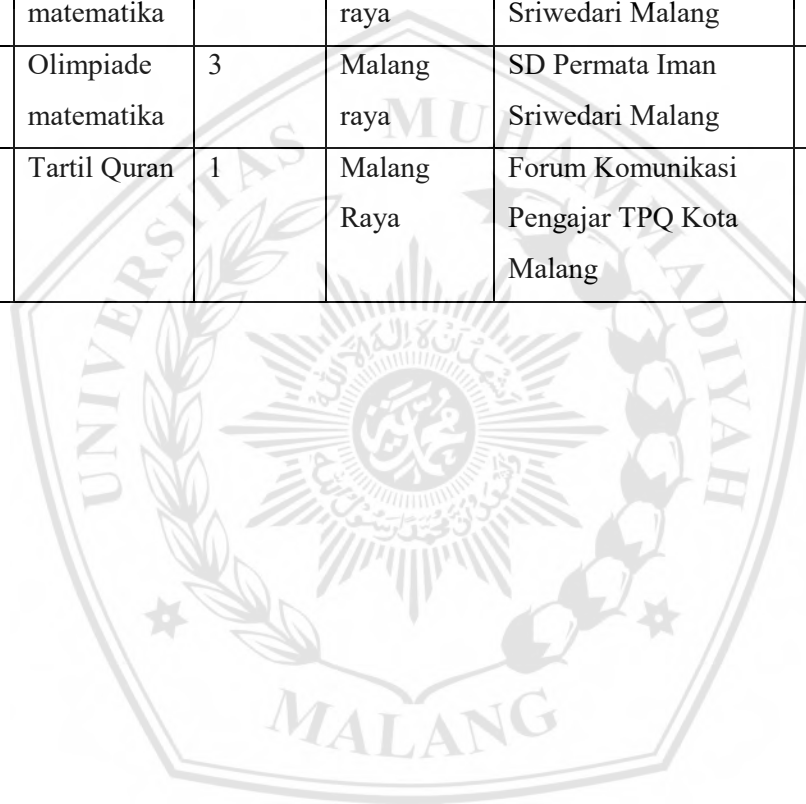 matematika raya Sriwedari Malang
Olimpiade 3 Malang SD Permata Iman
matematika raya Sriwedari Malang
Tartil Quran 1 Malang Forum Komunikasi
Raya Pengajar TPQ Kota
Malang
UNIVERSITAS MUHAMMADIYAH
MALANG